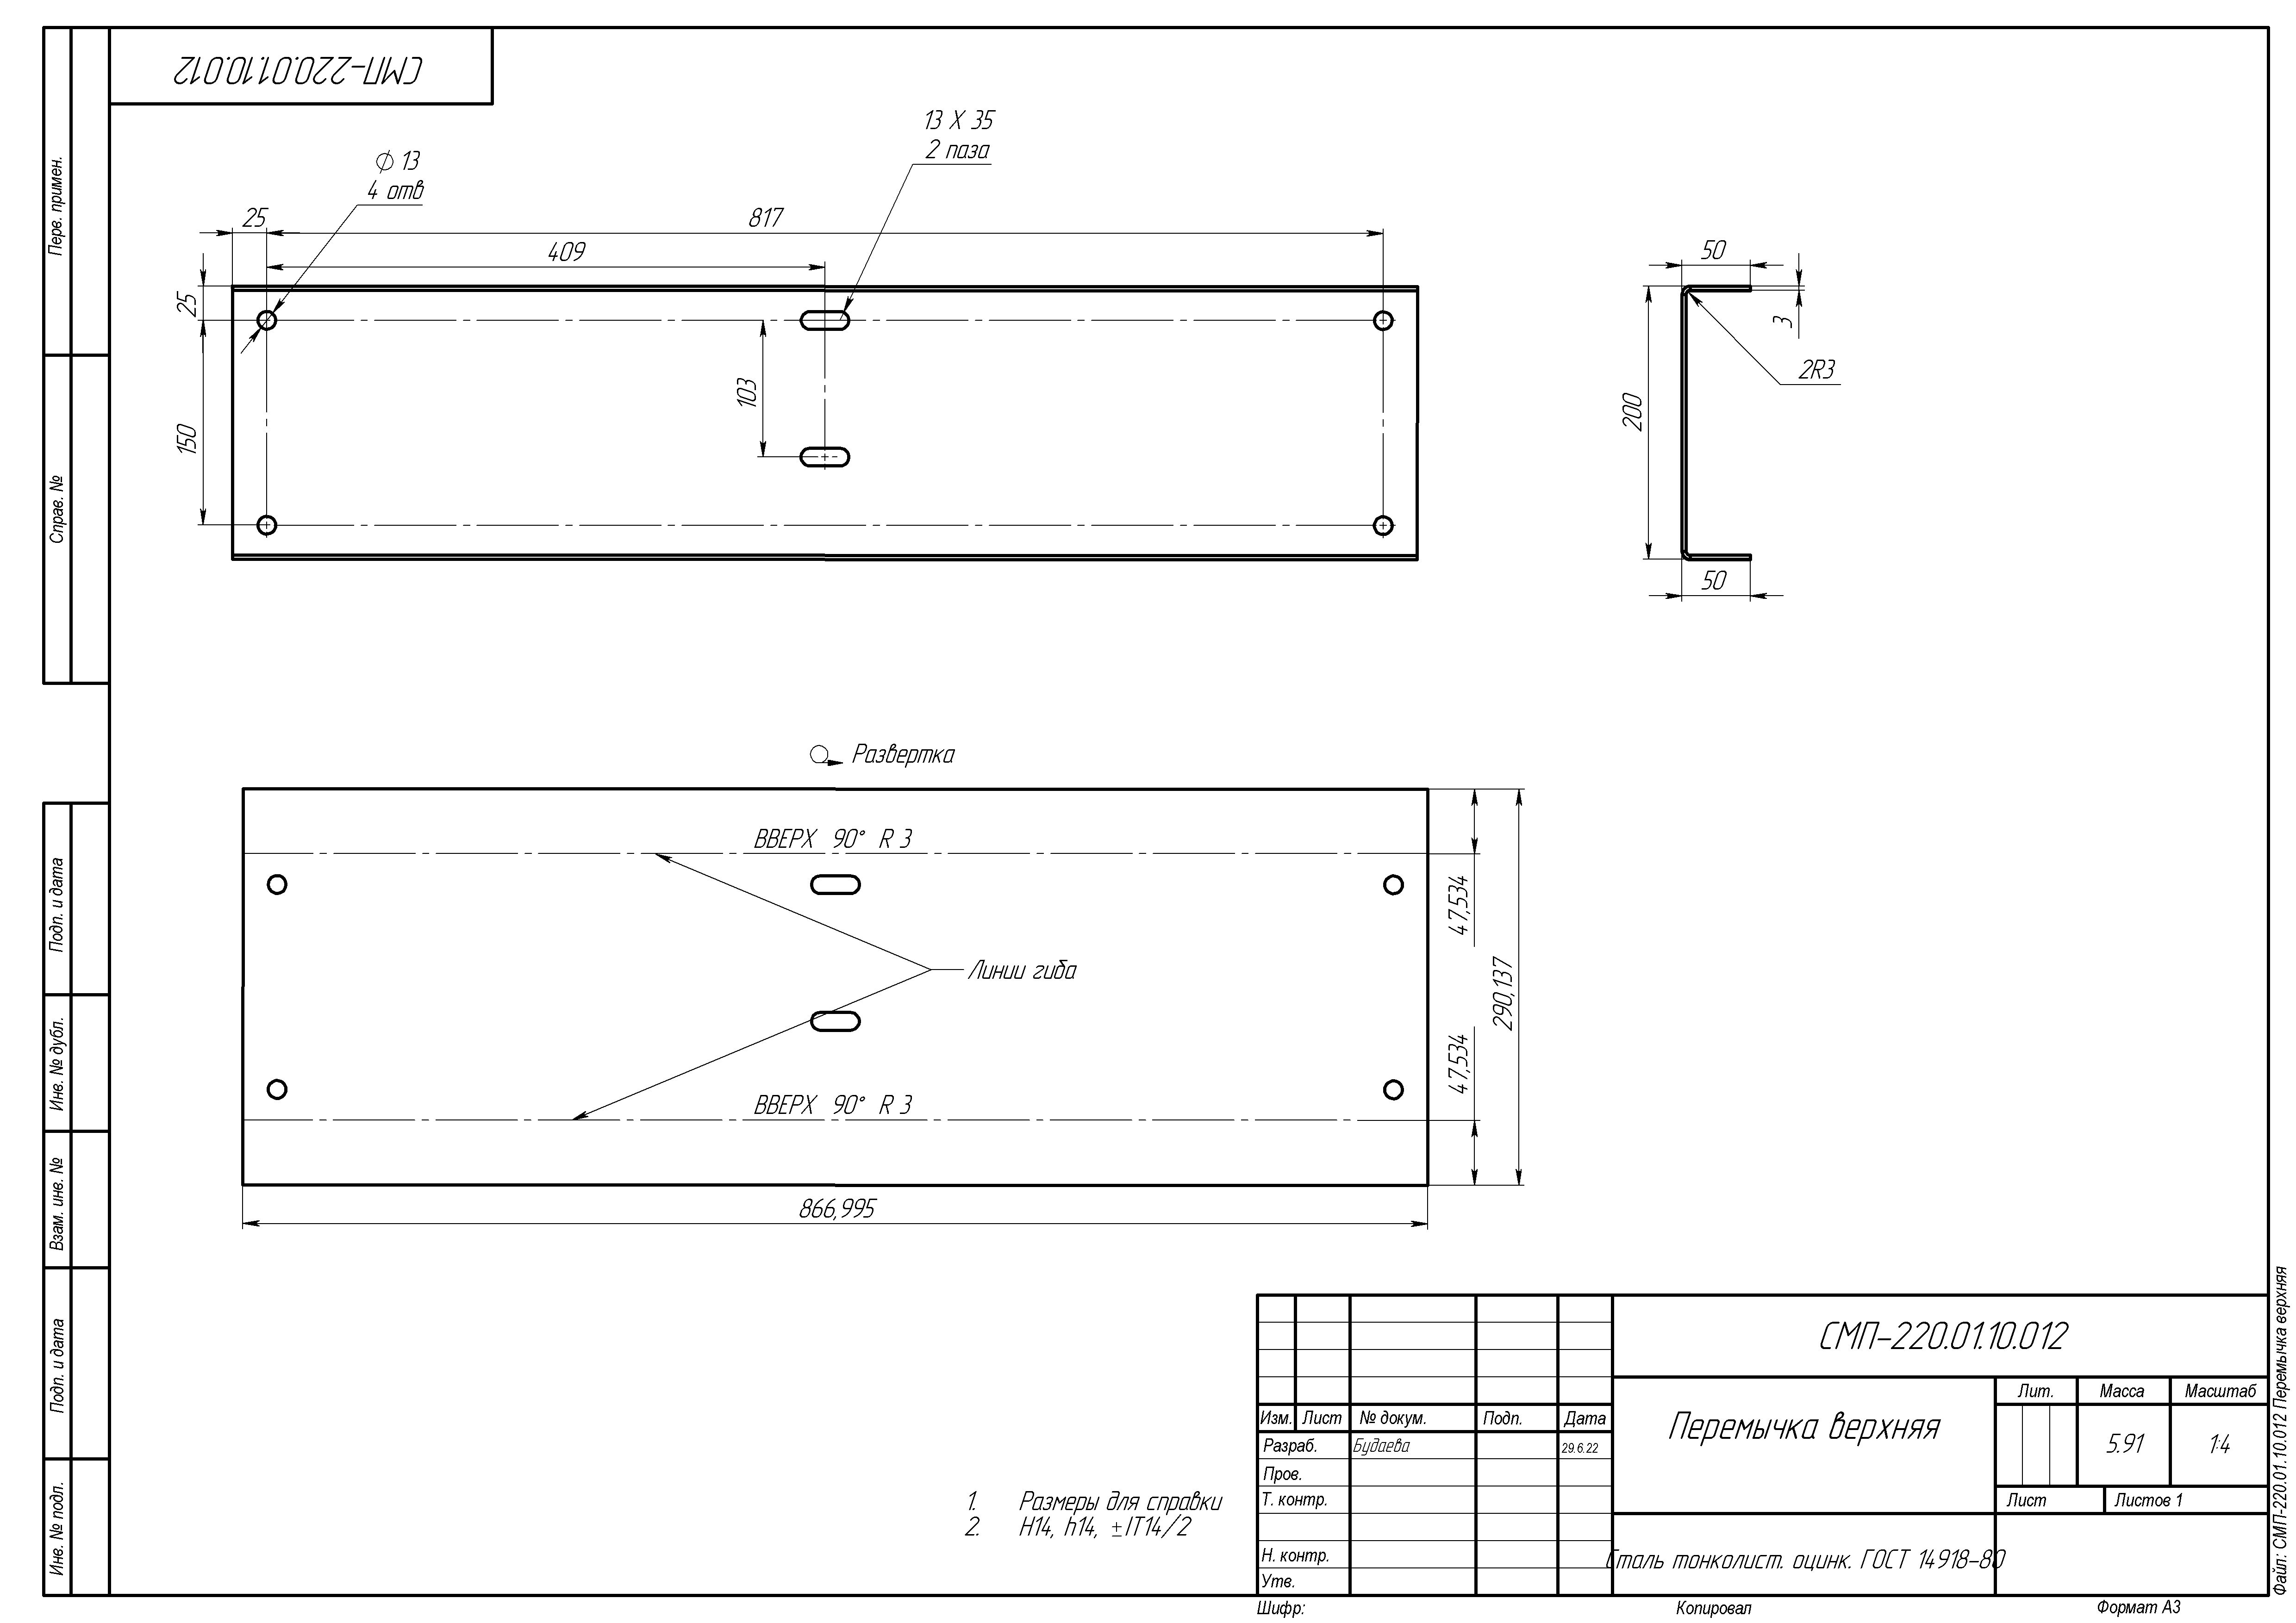 СМП-220.01.10.012
13 X 35
2 паза
⌀ 13
4 отв
25
817
409
25
150
103
50
3
2R3
200
50
Развертка
ВВЕРХ 90° R 3
47,534
Линии гиба
290,137
47,534
ВВЕРХ 90° R 3
866,995
1. Размеры для справки
2. H14, h14, ±IT14/2
СМП-220.01.10.012
Перемычка верхняя
Лит. Масса Масштаб
5.91 1:4
Лист Листов 1
Изм. Лист № докум. Подп. Дата
Разраб. Будаева 29.6.22
Пров.
Т. контр.
Н. контр.
Утв.
Сталь тонколист. оцинк. ГОСТ 14918-80
Шифр: Копировал Формат А3
Файл: СМП-220.01.10.012 Перемычка верхняя
Перв. примен.
Справ. №
Подп. и дата
Инв. № дубл.
Взам. инв. №
Подп. и дата
Инв. № подл.